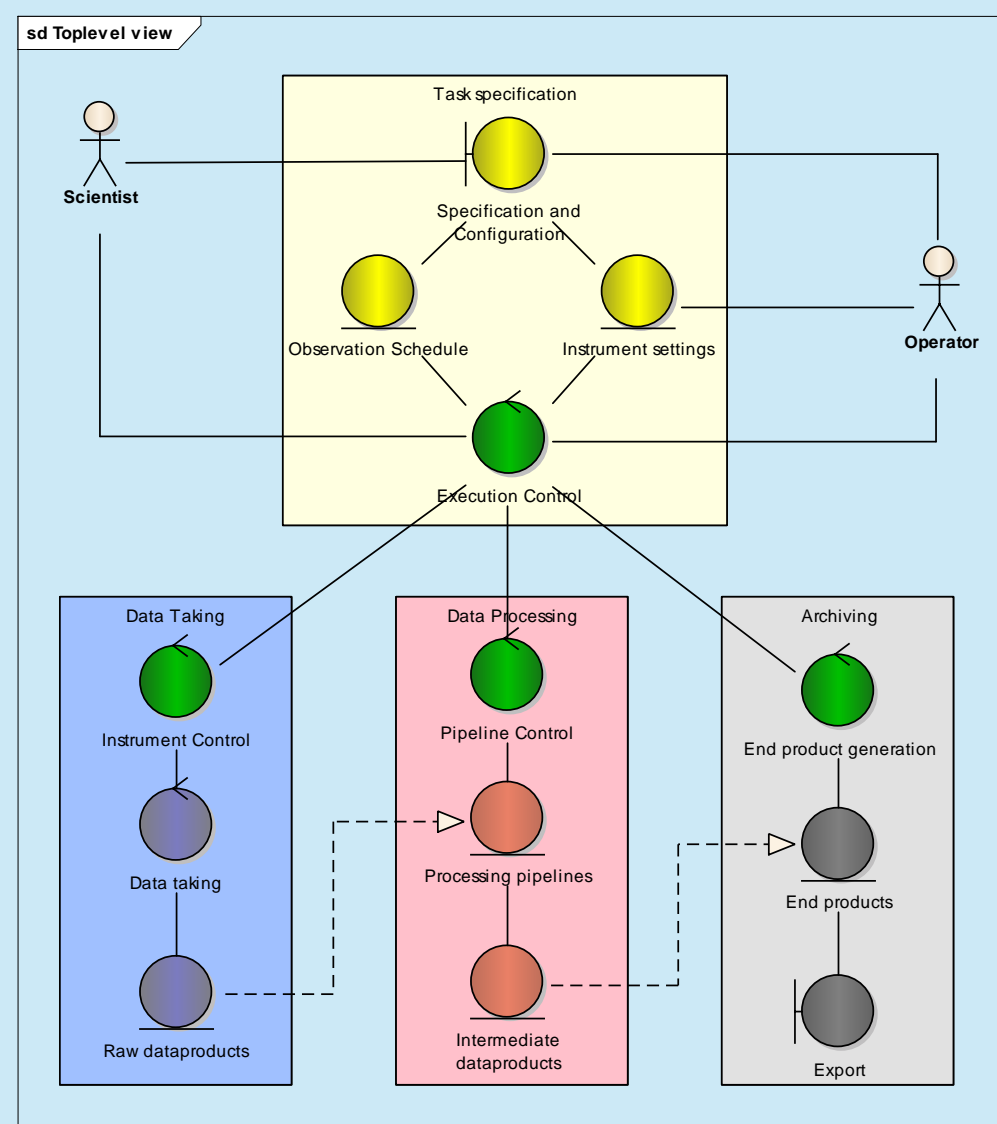 sd Toplevel view
Task specification
Scientist
Specification and
Configuration
Observation Schedule
Instrument settings
Operator
Execution Control
Data Taking
Data Processing
Archiving
Instrument Control
Pipeline Control
End product generation
Data taking
Processing pipelines
End products
Raw dataproducts
Intermediate
dataproducts
Export